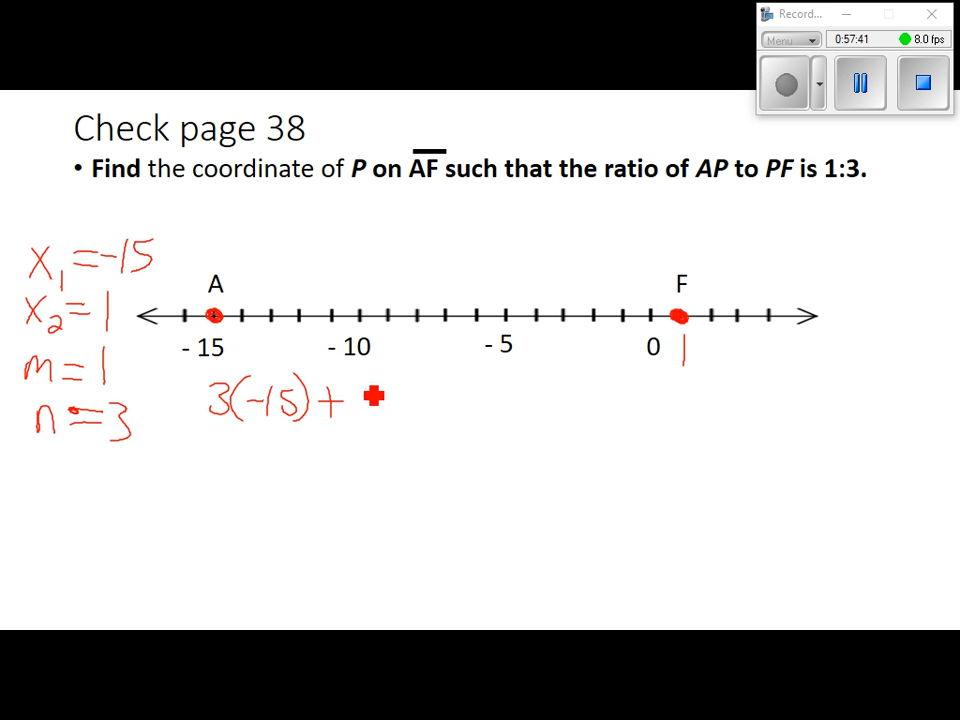 Record...
Menu
0:57:41
8.0 fps
Check page 38
• Find the coordinate of P on AF such that the ratio of AP to PF is 1:3.
x₁ = -15
x₂ = 1
m = 1
n = 3
A F
- 15 - 10 - 5 0 1
3(-15) +